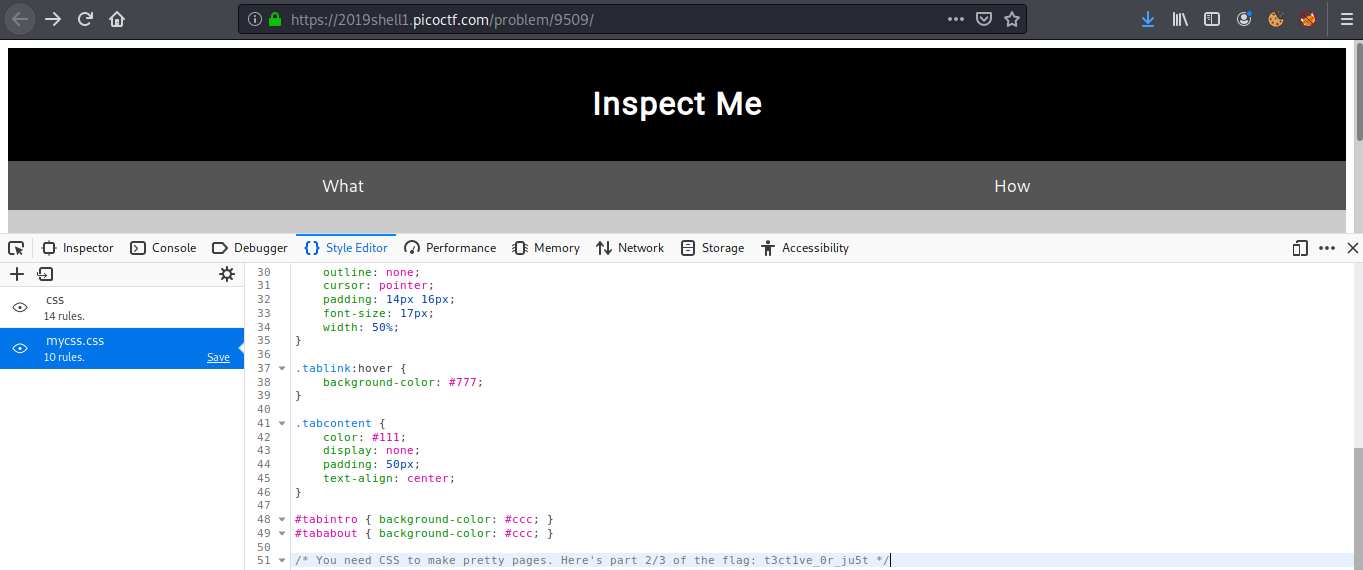 https://2019shell1.picoctf.com/problem/9509/
Inspect Me
What How
Inspector Console Debugger Style Editor Performance Memory Network Storage Accessibility
css
14 rules.
mycss.css
10 rules. Save
30 outline: none;
31 cursor: pointer;
32 padding: 14px 16px;
33 font-size: 17px;
34 width: 50%;
35 }
36
37 .tablink:hover {
38 background-color: #777;
39 }
40
41 .tabcontent {
42 color: #111;
43 display: none;
44 padding: 50px;
45 text-align: center;
46 }
47
48 #tabintro { background-color: #ccc; }
49 #tababout { background-color: #ccc; }
50
51 /* You need CSS to make pretty pages. Here's part 2/3 of the flag: t3ct1ve_0r_ju5t */